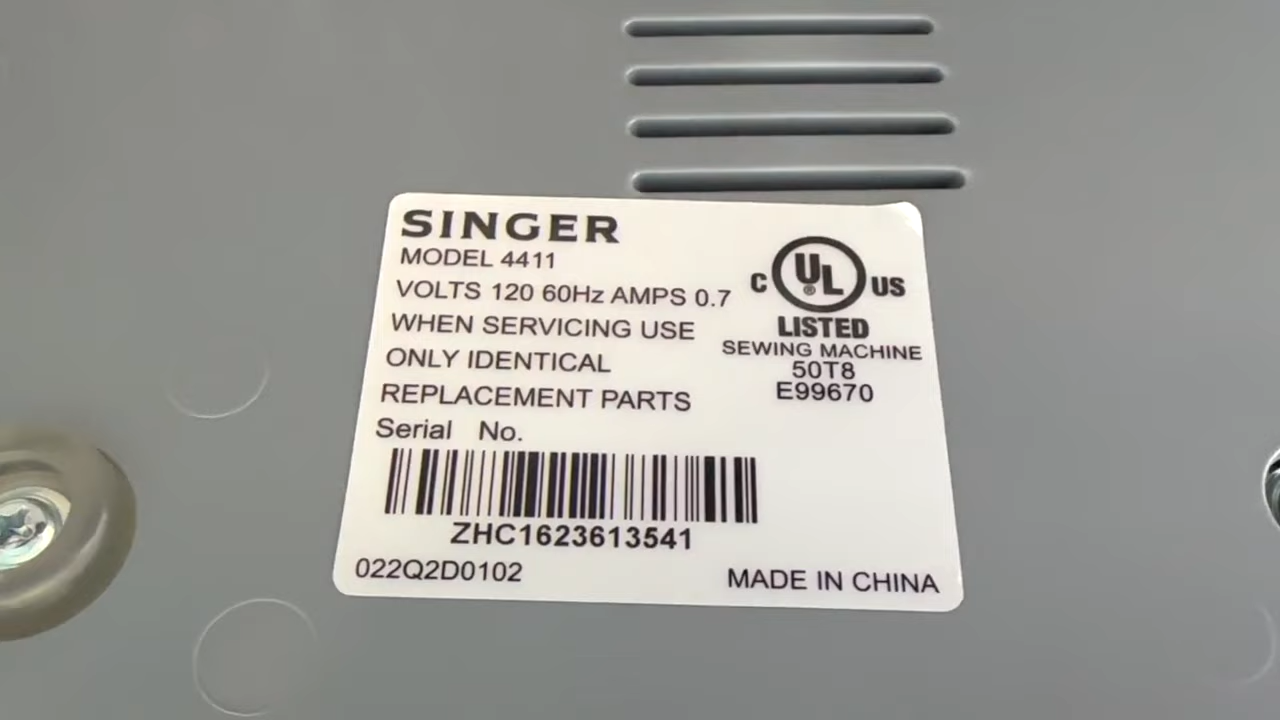 SINGER
MODEL 4411
VOLTS 120 60Hz AMPS 0.7
WHEN SERVICING USE
ONLY IDENTICAL
REPLACEMENT PARTS
Serial No.
ZHC1623613541
022Q2D0102
C UL ® US
LISTED
SEWING MACHINE
50T8
E99670
MADE IN CHINA